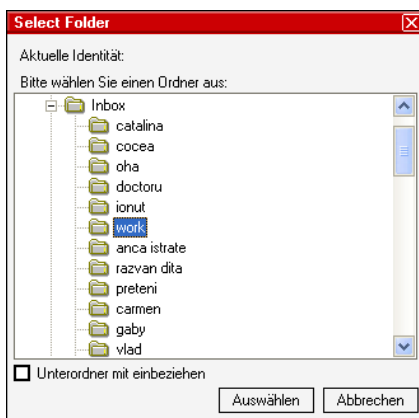 Select Folder
Aktuelle Identität:
Bitte wählen Sie einen Ordner aus:
Inbox
catalina
cocea
oha
doctoru
ionut
work
anca istrate
razvan dita
preteni
carmen
gaby
vlad
Unterordner mit einbeziehen
Auswählen Abbrechen